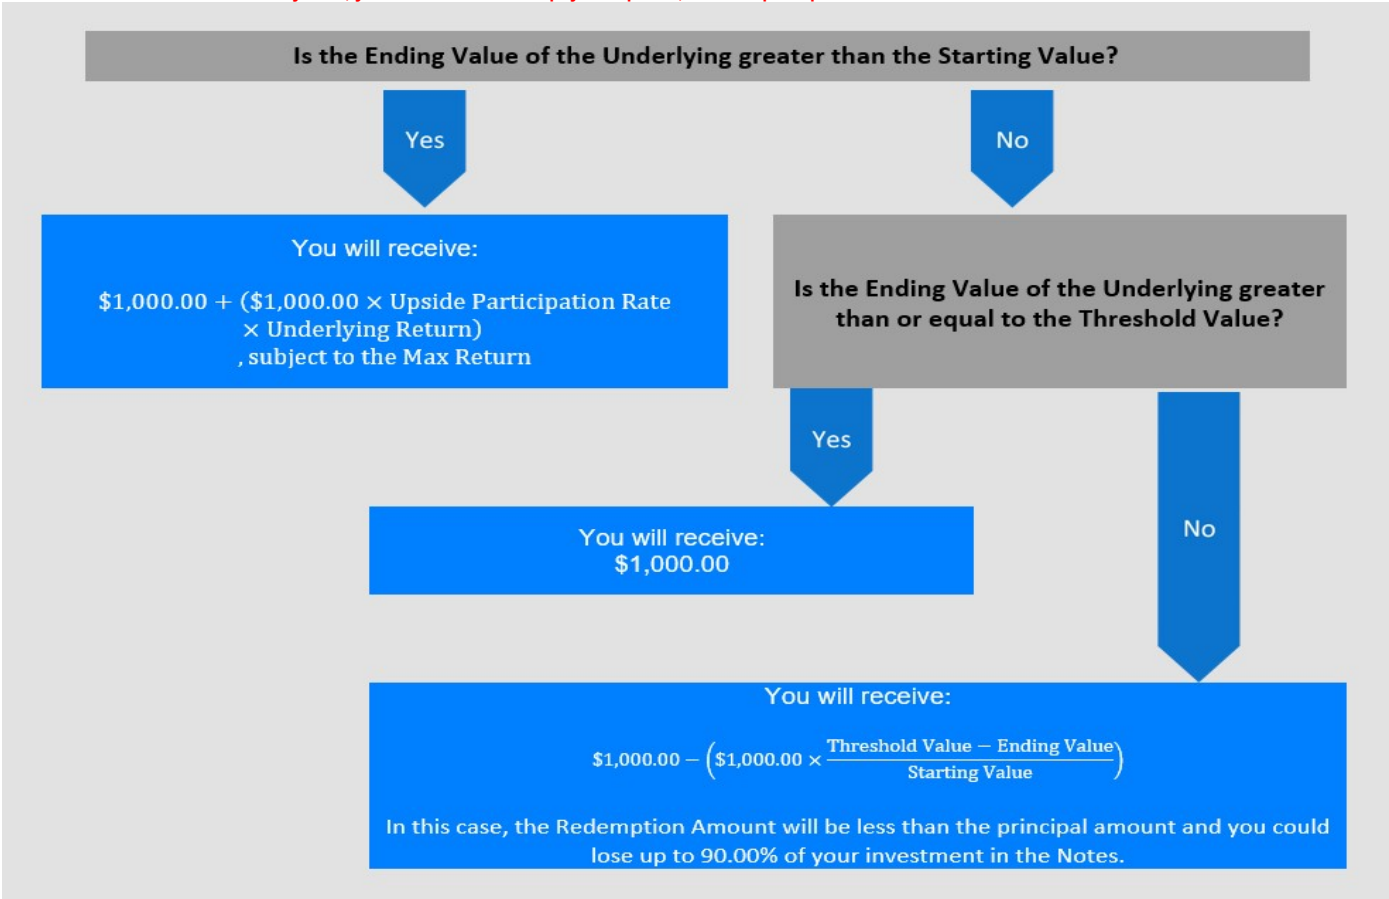 Is the Ending Value of the Underlying greater than the Starting Value?
Yes
No
You will receive:
$1,000.00 + ($1,000.00 × Upside Participation Rate
× Underlying Return)
, subject to the Max Return
Is the Ending Value of the Underlying greater
than or equal to the Threshold Value?
Yes
No
You will receive:
$1,000.00
You will receive:
$1,000.00 − ($1,000.00 × Threshold Value − Ending Value)
Starting Value
In this case, the Redemption Amount will be less than the principal amount and you could
lose up to 90.00% of your investment in the Notes.